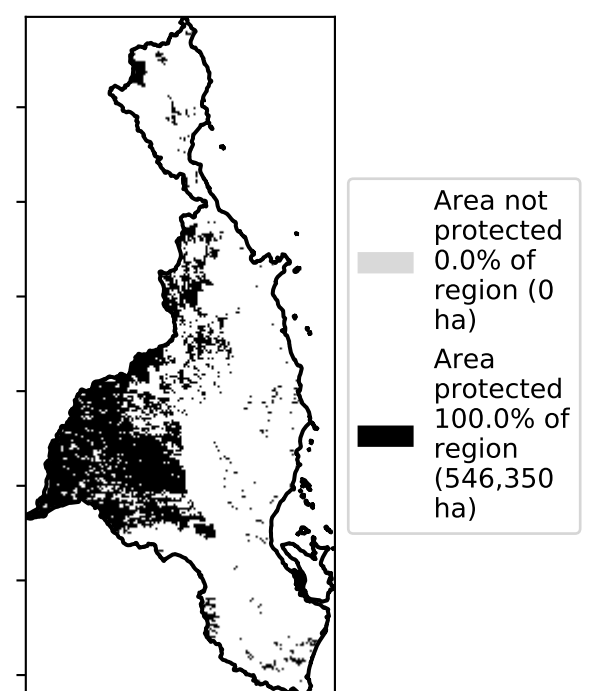 Area not
protected
0.0% of
region (0
ha)
Area
protected
100.0% of
region
(546,350
ha)